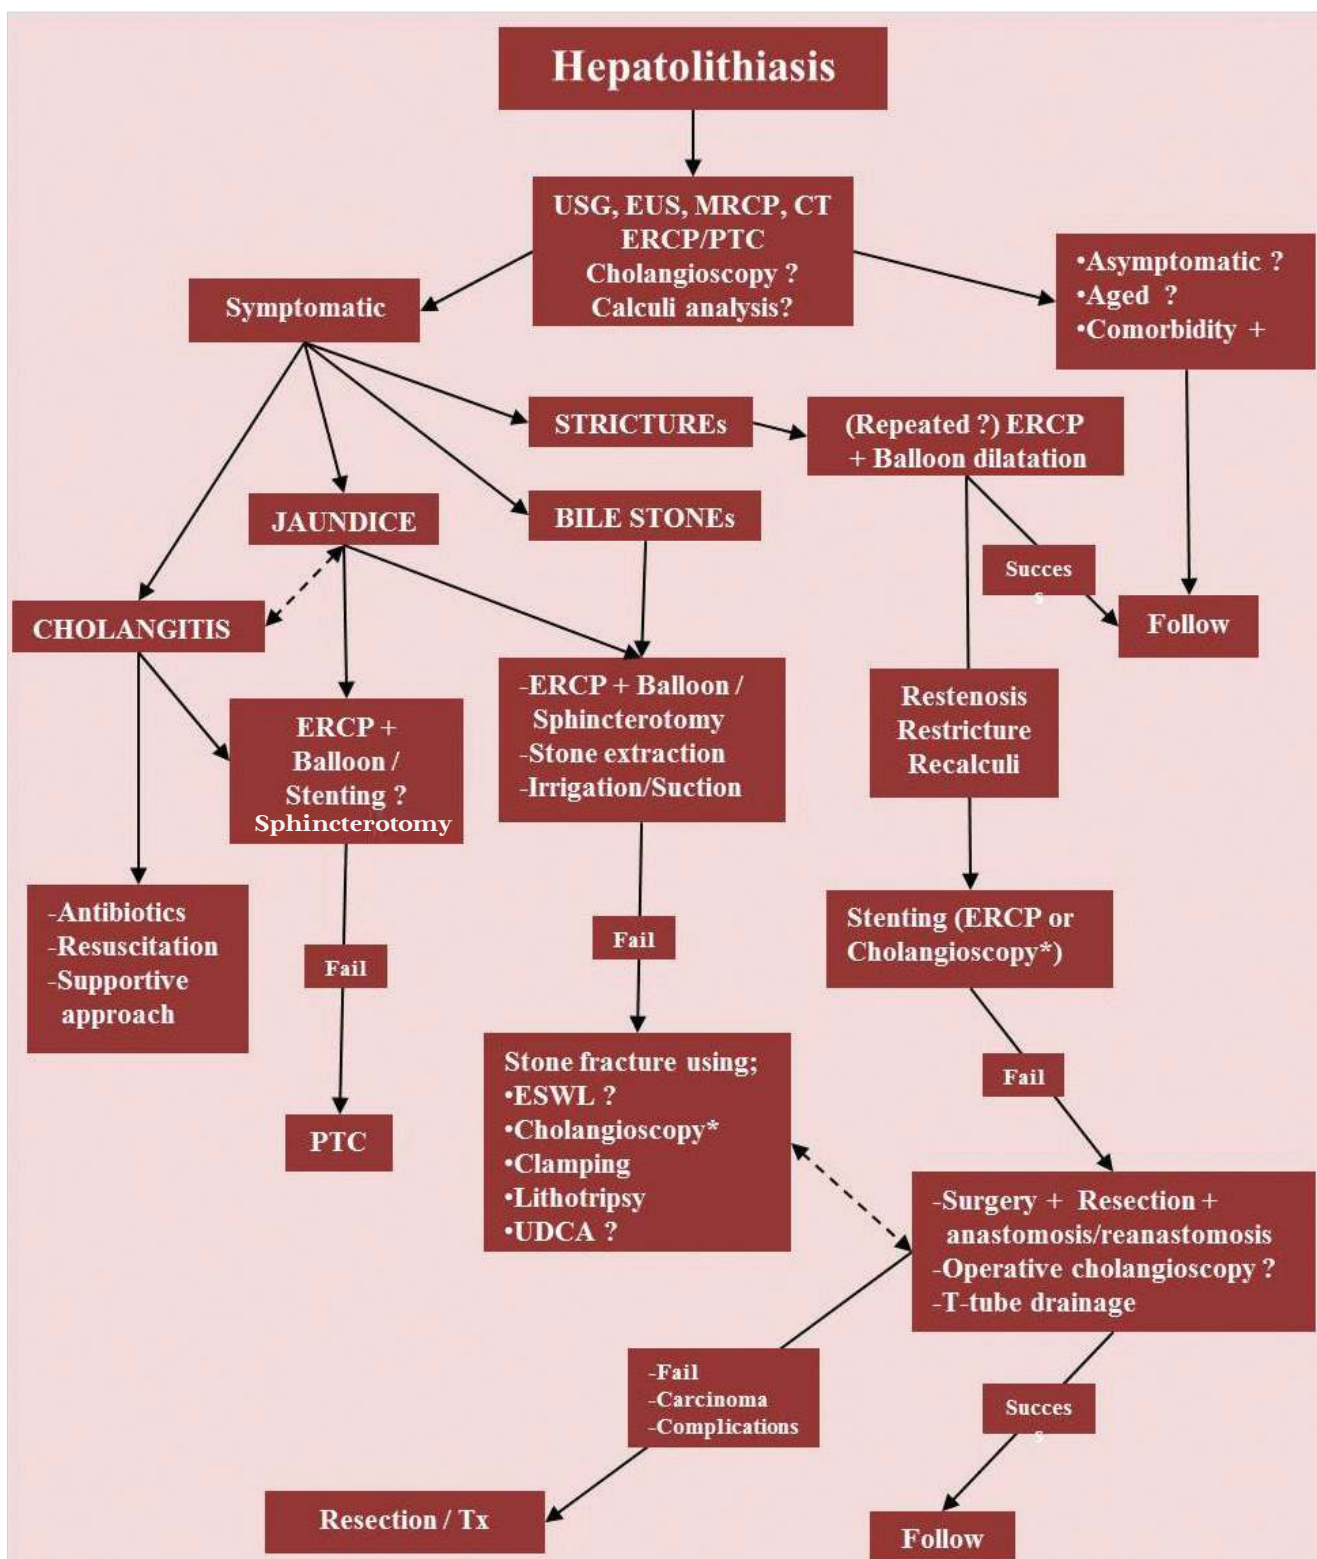 Hepatolithiasis
USG, EUS, MRCP, CT
ERCP/PTC
Cholangioscopy ?
Calculi analysis?
•Asymptomatic ?
•Aged ?
•Comorbidity +
Symptomatic
STRICTUREs
(Repeated ?) ERCP
+ Balloon dilatation
JAUNDICE
BILE STONEs
Succes
s
CHOLANGITIS
Follow
ERCP +
Balloon /
Stenting ?
Sphincterotomy
-ERCP + Balloon /
Sphincterotomy
-Stone extraction
-Irrigation/Suction
Restenosis
Restricture
Recalculi
-Antibiotics
-Resuscitation
-Supportive
approach
Fail
Fail
Stenting (ERCP or
Cholangioscopy*)
PTC
Stone fracture using;
•ESWL ?
•Cholangioscopy*
•Clamping
•Lithotripsy
•UDCA ?
Fail
-Surgery + Resection +
anastomosis/reanastomosis
-Operative cholangioscopy ?
-T-tube drainage
-Fail
-Carcinoma
-Complications
Succes
s
Resection / Tx
Follow